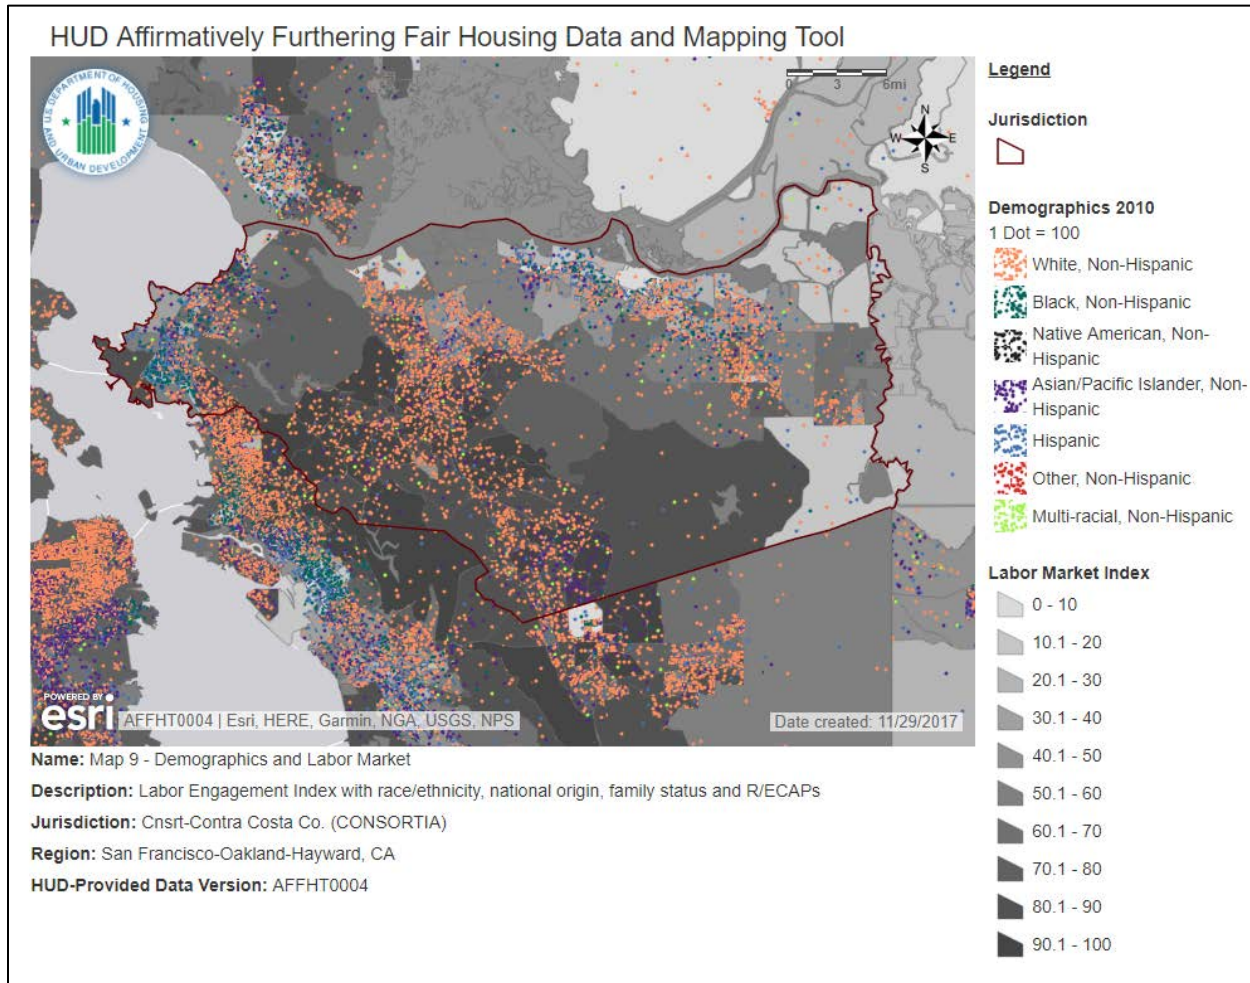 HUD Affirmatively Furthering Fair Housing Data and Mapping Tool
U.S. DEPARTMENT OF HOUSING
AND URBAN DEVELOPMENT
0 3 6mi
N
W E
S
POWERED BY
esri
AFFHT0004 | Esri, HERE, Garmin, NGA, USGS, NPS
Date created: 11/29/2017
Name: Map 9 - Demographics and Labor Market
Description: Labor Engagement Index with race/ethnicity, national origin, family status and R/ECAPs
Jurisdiction: Cnsrt-Contra Costa Co. (CONSORTIA)
Region: San Francisco-Oakland-Hayward, CA
HUD-Provided Data Version: AFFHT0004
Legend
Jurisdiction
Demographics 2010
1 Dot = 100
White, Non-Hispanic
Black, Non-Hispanic
Native American, Non-
Hispanic
Asian/Pacific Islander, Non-
Hispanic
Hispanic
Other, Non-Hispanic
Multi-racial, Non-Hispanic
Labor Market Index
0 - 10
10.1 - 20
20.1 - 30
30.1 - 40
40.1 - 50
50.1 - 60
60.1 - 70
70.1 - 80
80.1 - 90
90.1 - 100